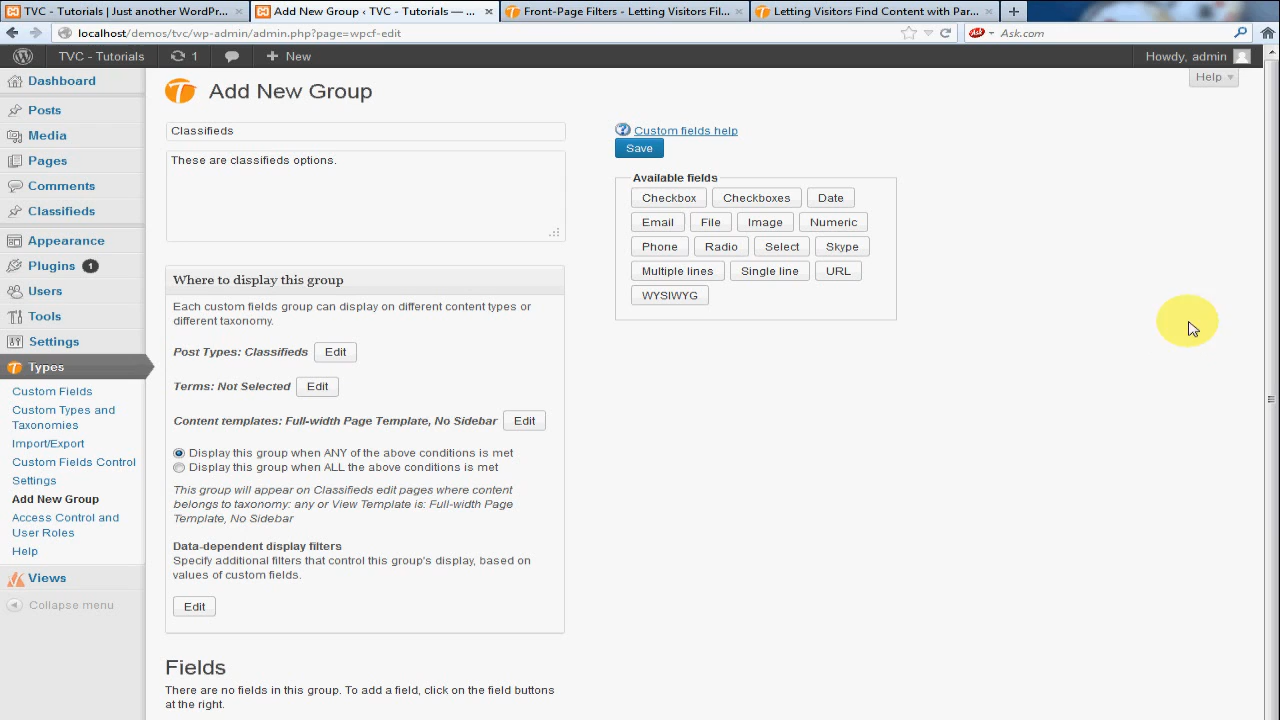 TVC - Tutorials | Just another WordPr...
Add New Group ‹ TVC - Tutorials — ...
Front-Page Filters - Letting Visitors Fil...
Letting Visitors Find Content with Par...
localhost/demos/tvc/wp-admin/admin.php?page=wpcf-edit
Ask.com
TVC - Tutorials
1
New
Howdy, admin
Help
Dashboard
Posts
Media
Pages
Comments
Classifieds
Appearance
Plugins 1
Users
Tools
Settings
Types
Custom Fields
Custom Types and
Taxonomies
Import/Export
Custom Fields Control
Settings
Add New Group
Access Control and
User Roles
Help
Views
Collapse menu
Add New Group
Classifieds
These are classifieds options.
Where to display this group
Each custom fields group can display on different content types or
different taxonomy.
Post Types: Classifieds Edit
Terms: Not Selected Edit
Content templates: Full-width Page Template, No Sidebar Edit
Display this group when ANY of the above conditions is met
Display this group when ALL the above conditions is met
This group will appear on Classifieds edit pages where content
belongs to taxonomy: any or View Template is: Full-width Page
Template, No Sidebar
Data-dependent display filters
Specify additional filters that control this group's display, based on
values of custom fields.
Edit
Fields
There are no fields in this group. To add a field, click on the field buttons
at the right.
Custom fields help
Save
Available fields
Checkbox Checkboxes Date
Email File Image Numeric
Phone Radio Select Skype
Multiple lines Single line URL
WYSIWYG